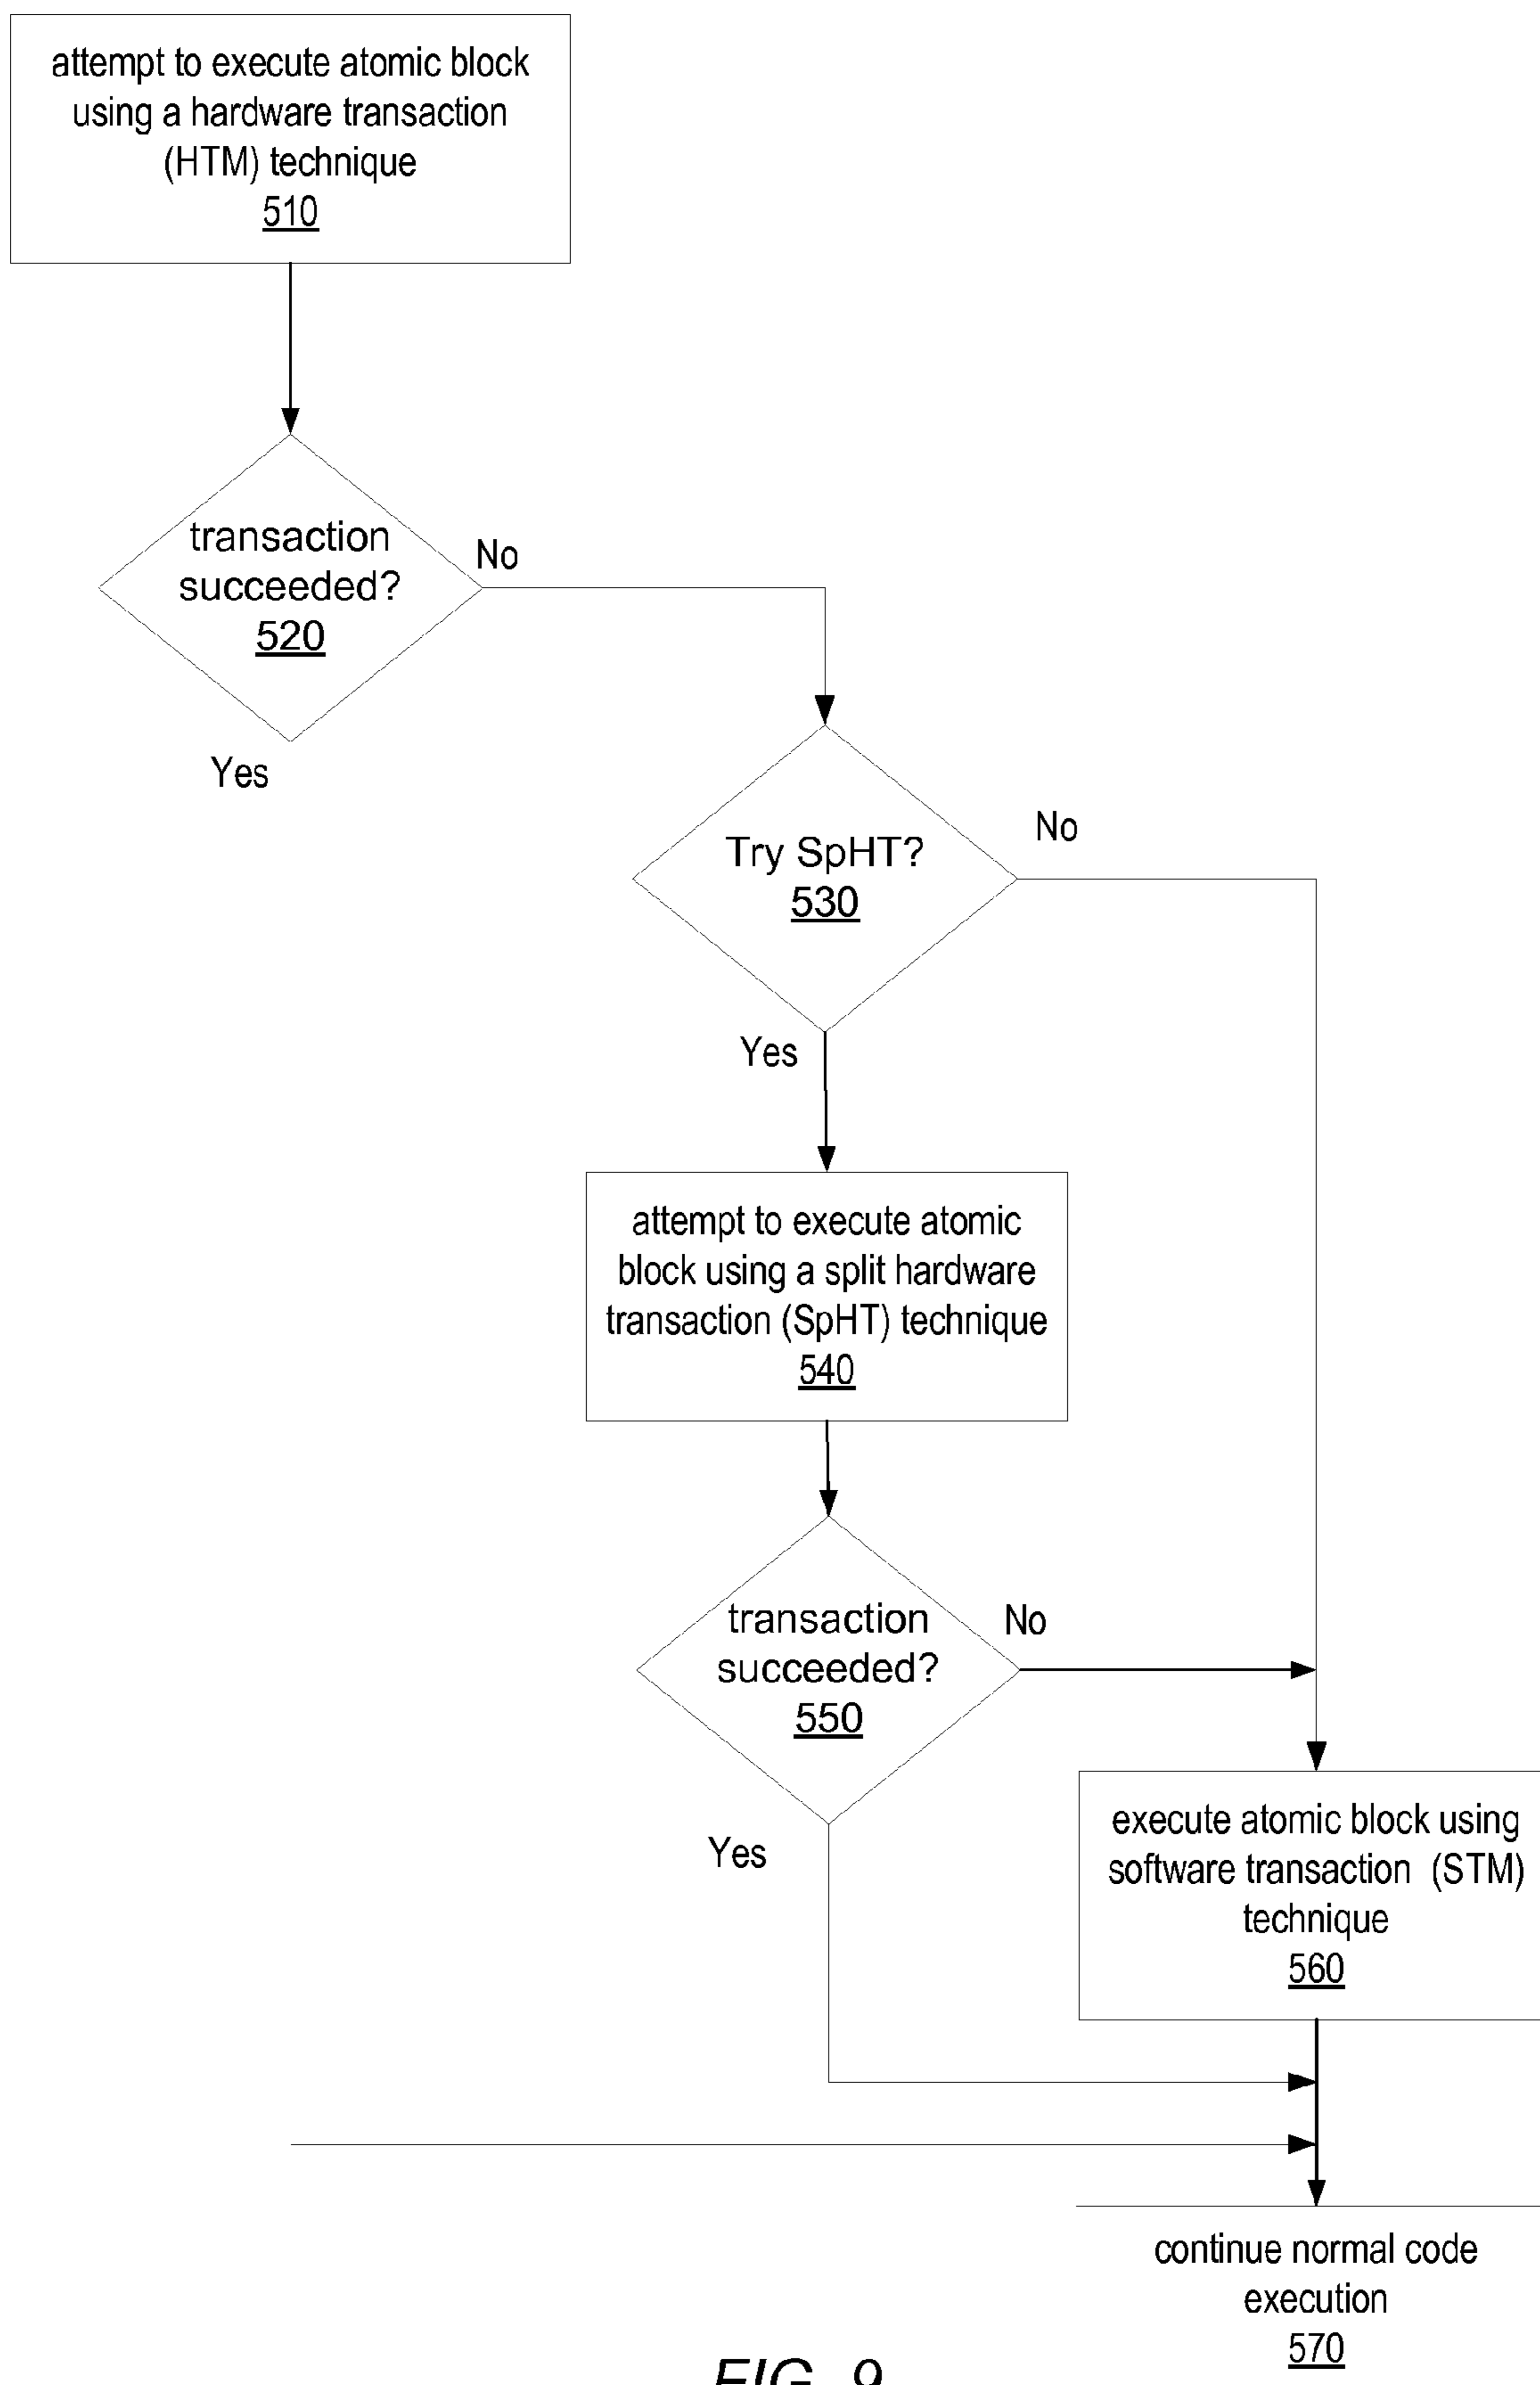 attempt to execute atomic block
using a hardware transaction
(HTM) technique
510
transaction
succeeded?
520
No
Yes
Try SpHT?
530
No
Yes
attempt to execute atomic
block using a split hardware
transaction (SpHT) technique
540
transaction
succeeded?
550
No
Yes
execute atomic block using
software transaction (STM)
technique
560
continue normal code
execution
570
FIG. 9